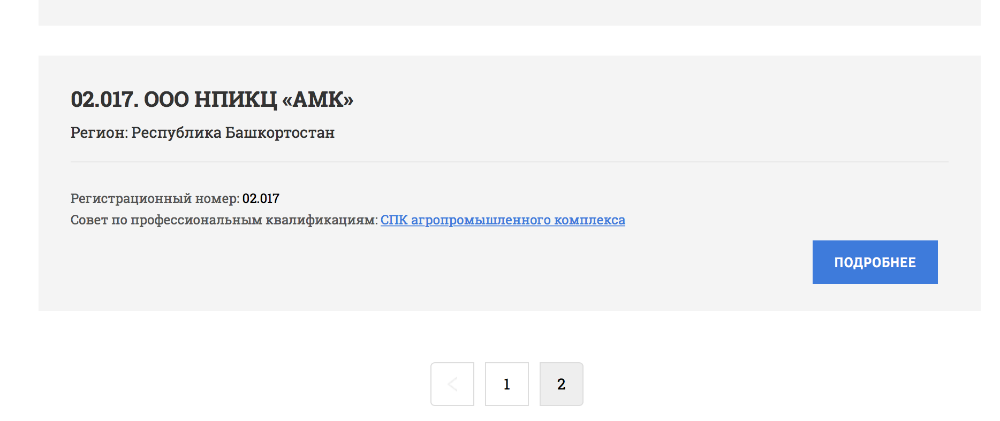 02.017. ООО НПИКЦ «АМК»
Регион: Республика Башкортостан
Регистрационный номер: 02.017
Совет по профессиональным квалификациям: СПК агропромышленного комплекса
ПОДРОБНЕЕ
1 2